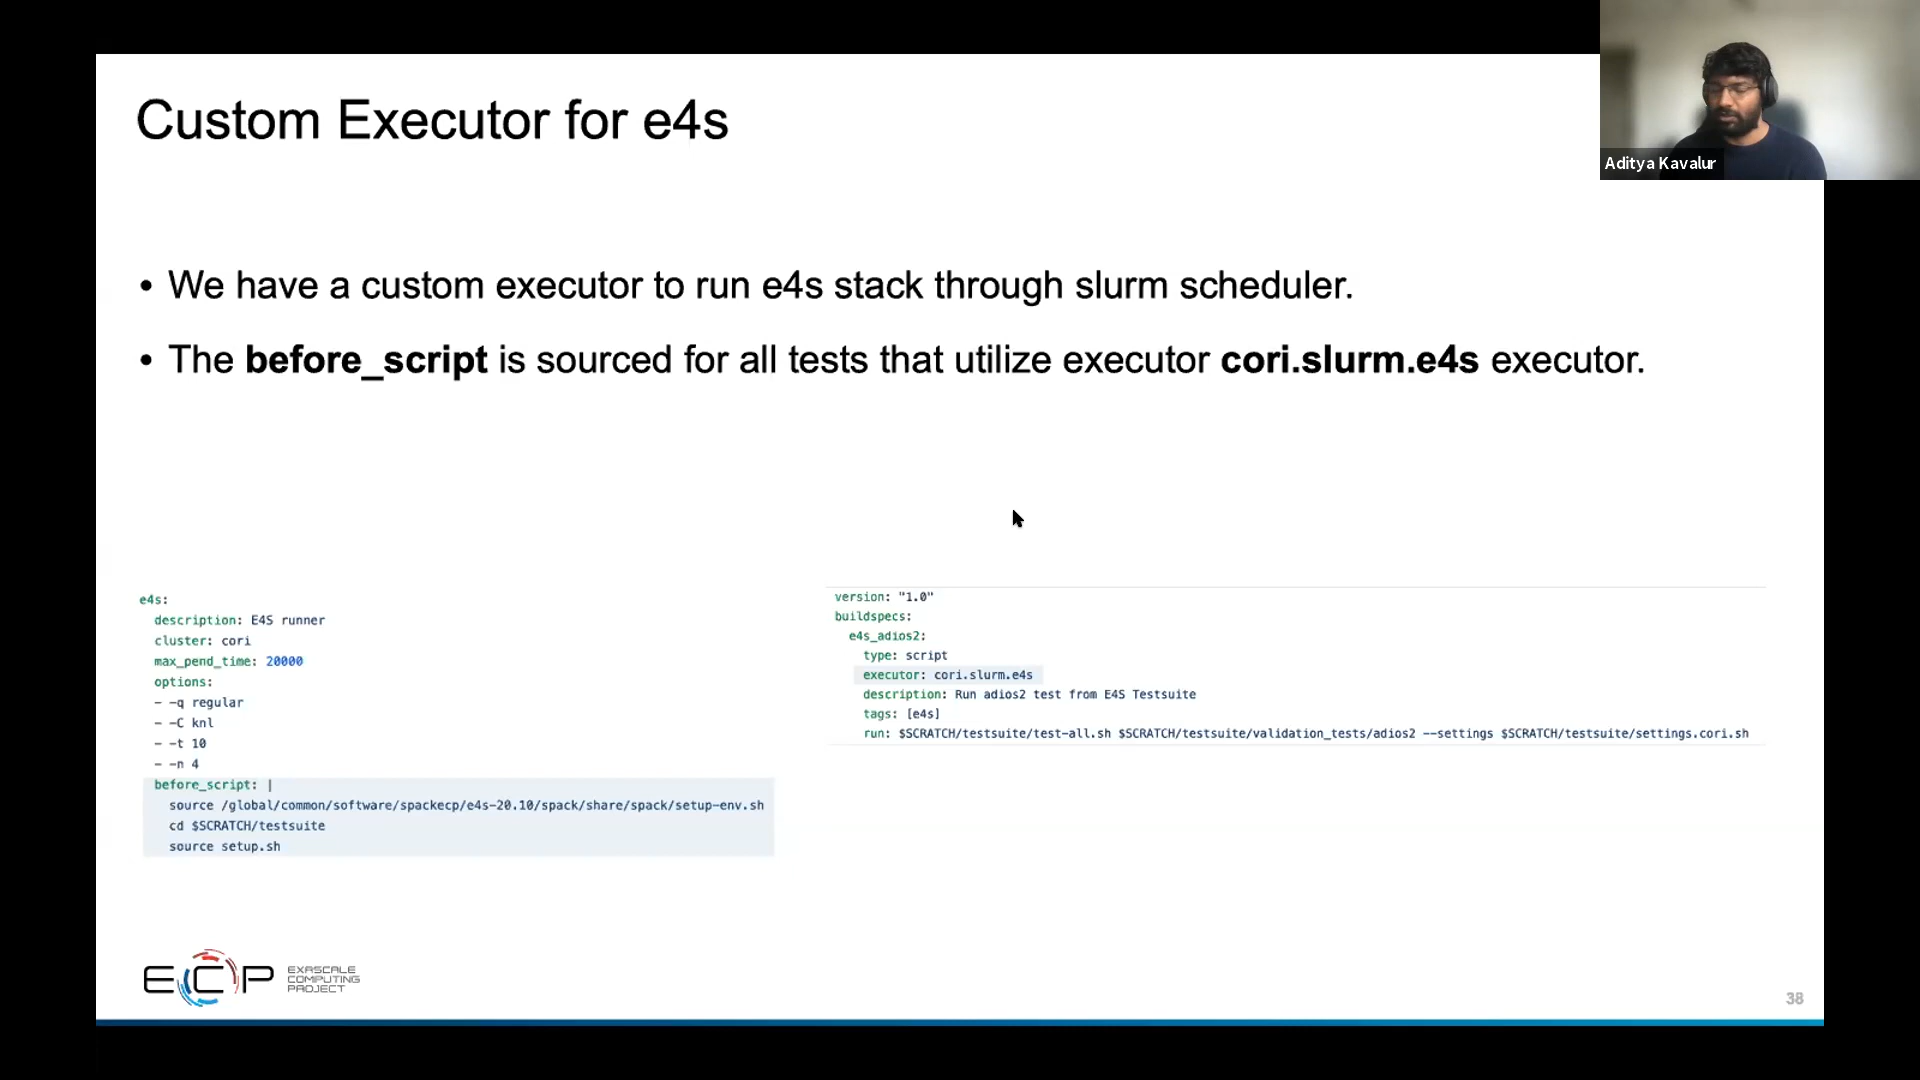 Custom Executor for e4s
Aditya Kavalur
• We have a custom executor to run e4s stack through slurm scheduler.
• The before_script is sourced for all tests that utilize executor cori.slurm.e4s executor.
e4s:
description: E4S runner
cluster: cori
max_pend_time: 20000
options:
- -q regular
- -C knl
- -t 10
- -n 4
before_script: |
source /global/common/software/spackecp/e4s-20.10/spack/share/spack/setup-env.sh
cd $SCRATCH/testsuite
source setup.sh
version: "1.0"
buildspecs:
e4s_adios2:
type: script
executor: cori.slurm.e4s
description: Run adios2 test from E4S Testsuite
tags: [e4s]
run: $SCRATCH/testsuite/test-all.sh $SCRATCH/testsuite/validation_tests/adios2 --settings $SCRATCH/testsuite/settings.cori.sh
ECP
EXASCALE
COMPUTING
PROJECT
38